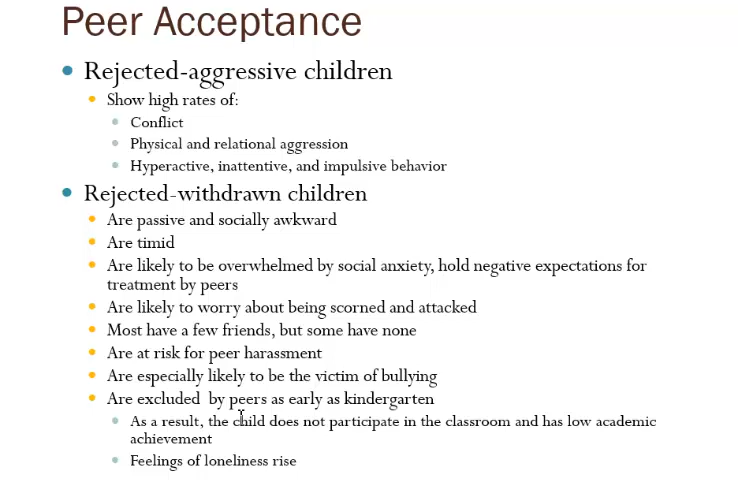 Peer Acceptance
Rejected-aggressive children
Show high rates of:
Conflict
Physical and relational aggression
Hyperactive, inattentive, and impulsive behavior
Rejected-withdrawn children
Are passive and socially awkward
Are timid
Are likely to be overwhelmed by social anxiety, hold negative expectations for
treatment by peers
Are likely to worry about being scorned and attacked
Most have a few friends, but some have none
Are at risk for peer harassment
Are especially likely to be the victim of bullying
Are excluded by peers as early as kindergarten
As a result, the child does not participate in the classroom and has low academic
achievement
Feelings of loneliness rise